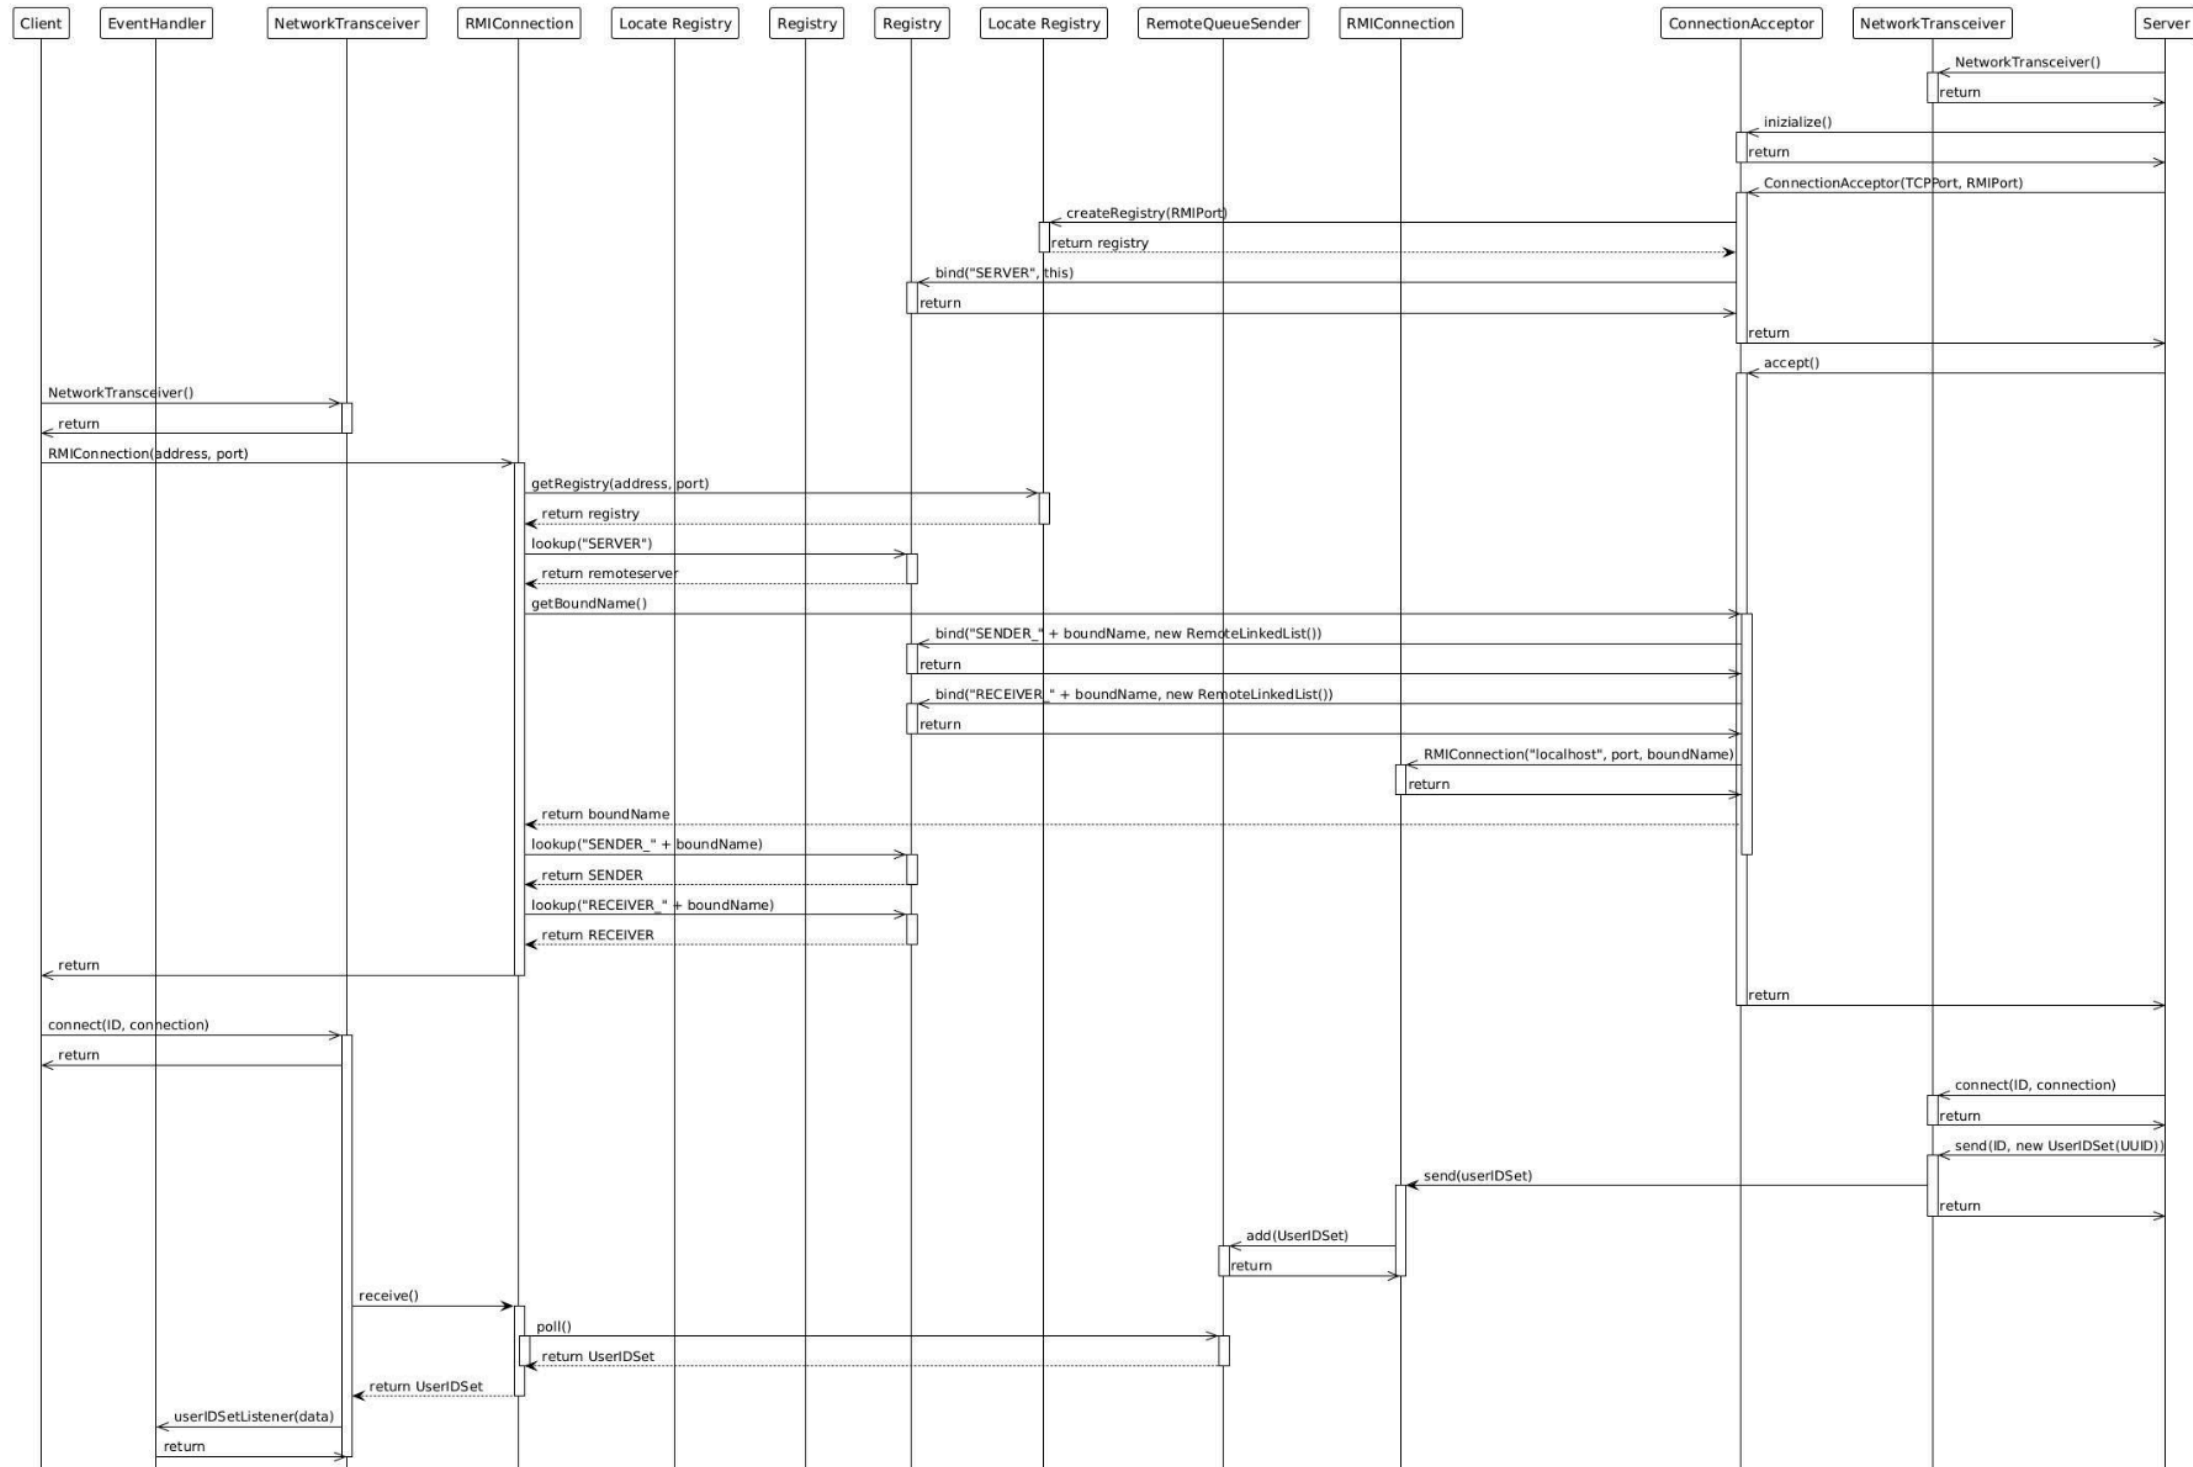 Client EventHandler NetworkTransceiver RMIConnection Locate Registry Registry Registry Locate Registry RemoteQueueSender RMIConnection ConnectionAcceptor NetworkTransceiver Server
NetworkTransceiver()
return
inizialize()
return
ConnectionAcceptor(TCPPort, RMIPort)
createRegistry(RMIPort)
return registry
bind("SERVER", this)
return
return
accept()
NetworkTransceiver()
return
RMIConnection(address, port)
getRegistry(address, port)
return registry
lookup("SERVER")
return remoteserver
getBoundName()
bind("SENDER_" + boundName, new RemoteLinkedList())
return
bind("RECEIVER_" + boundName, new RemoteLinkedList())
return
RMIConnection("localhost", port, boundName)
return
return boundName
lookup("SENDER_" + boundName)
return SENDER
lookup("RECEIVER_" + boundName)
return RECEIVER
return
return
connect(ID, connection)
return
connect(ID, connection)
return
send(ID, new UserIDSet(UUID))
send(userIDSet)
return
add(UserIDSet)
return
receive()
poll()
return UserIDSet
return UserIDSet
userIDSetListener(data)
return